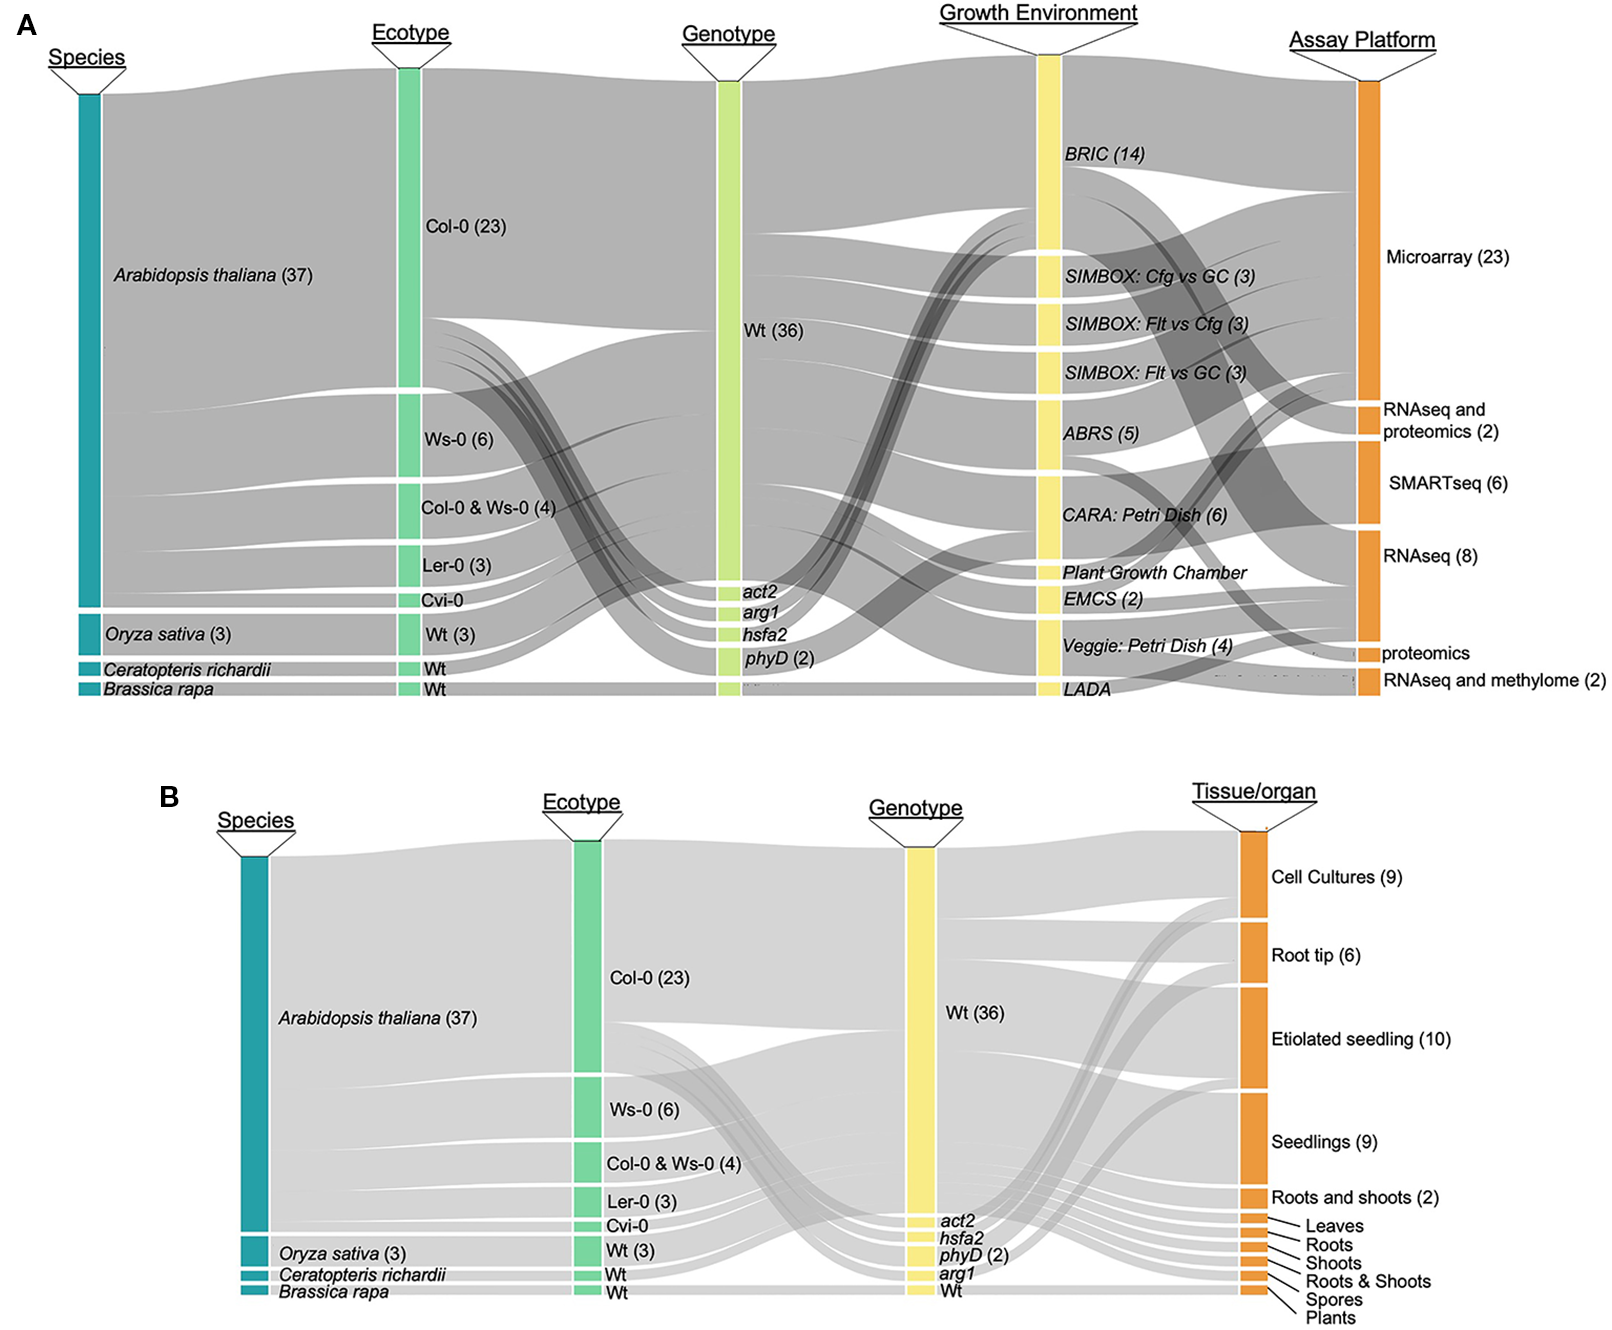 A
Species
Ecotype
Genotype
Growth Environment
Assay Platform
Arabidopsis thaliana (37)
Oryza sativa (3)
Ceratopteris richardii
Brassica rapa
Col-0 (23)
Ws-0 (6)
Col-0 & Ws-0 (4)
Ler-0 (3)
Cvi-0
Wt (3)
Wt
Wt
Wt (36)
act2
arg1
hsfa2
phyD (2)
BRIC (14)
SIMBOX: Cfg vs GC (3)
SIMBOX: Flt vs Cfg (3)
SIMBOX: Flt vs GC (3)
ABRS (5)
CARA: Petri Dish (6)
Plant Growth Chamber
EMCS (2)
Veggie: Petri Dish (4)
LADA
Microarray (23)
RNAseq and
proteomics (2)
SMARTseq (6)
RNAseq (8)
proteomics
RNAseq and methylome (2)
B
Species
Ecotype
Genotype
Tissue/organ
Arabidopsis thaliana (37)
Oryza sativa (3)
Ceratopteris richardii
Brassica rapa
Col-0 (23)
Ws-0 (6)
Col-0 & Ws-0 (4)
Ler-0 (3)
Cvi-0
Wt (3)
Wt
Wt
Wt (36)
act2
hsfa2
phyD (2)
arg1
Wt
Cell Cultures (9)
Root tip (6)
Etiolated seedling (10)
Seedlings (9)
Roots and shoots (2)
Leaves
Roots
Shoots
Roots & Shoots
Spores
Plants